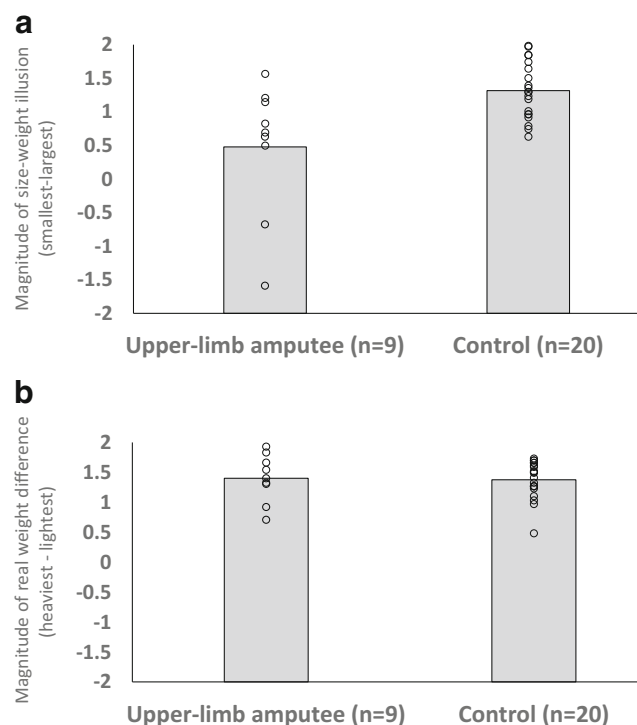 a
Magnitude of size-weight illusion
(smallest-largest)
2
1.5
1
0.5
0
-0.5
-1
-1.5
-2
Upper-limb amputee (n=9) Control (n=20)
b
Magnitude of real weight difference
(heaviest - lightest)
2
1.5
1
0.5
0
-0.5
-1
-1.5
-2
Upper-limb amputee (n=9) Control (n=20)